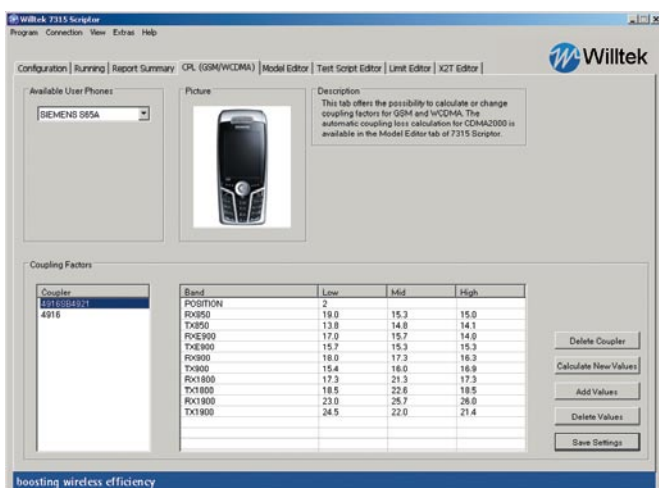 Willtek 7315 Scriptor
Program Connection View Extras Help
Willtek
Configuration Running Report Summary CPL (GSM/WCDMA) Model Editor Test Script Editor Limit Editor X2T Editor
Available User Phones
SIEMENS S65A
Picture
Description
This tab offers the possibility to calculate or change
coupling factors for GSM and WCDMA. The
automatic coupling loss calculation for CDMA2000 is
available in the Model Editor tab of 7315 Scriptor.
Coupling Factors
Coupler
4916SB4921
4916
Band Low Mid High
POSITION 2
RX850 19.0 15.3 15.0
TX850 13.8 14.8 14.1
RXE900 17.0 15.7 14.0
TXE900 15.7 15.3 15.3
RX900 18.0 17.3 16.3
TX900 15.4 16.0 16.9
RX1800 17.3 21.3 17.3
TX1800 18.5 22.6 18.5
RX1900 23.0 25.7 26.0
TX1900 24.5 22.0 21.4
Delete Coupler
Calculate New Values
Add Values
Delete Values
Save Settings
boosting wireless efficiency